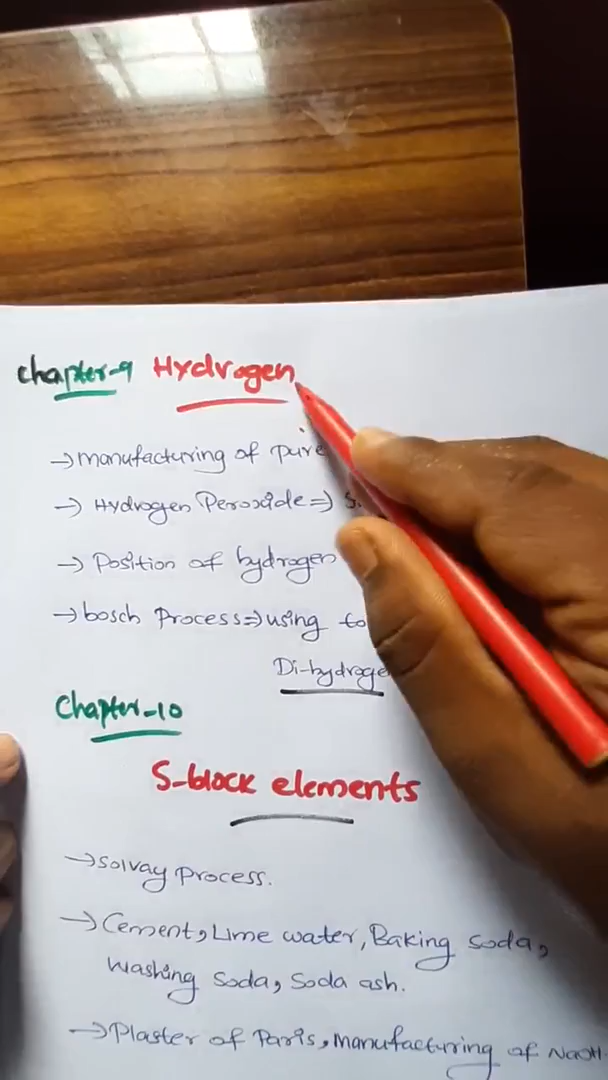 chapter-9 Hydrogen
→manufacturing of pure
→ Hydrogen Peroxide⇒
→ Position of hydrogen
→bosch Process⇒using to
Di-hydroge
Chapter-10
S-block elements
→Solvay process.
→Cement, Lime water, Baking soda,
Washing Soda, Soda ash.
→Plaster of Paris, manufacturing of NaOH